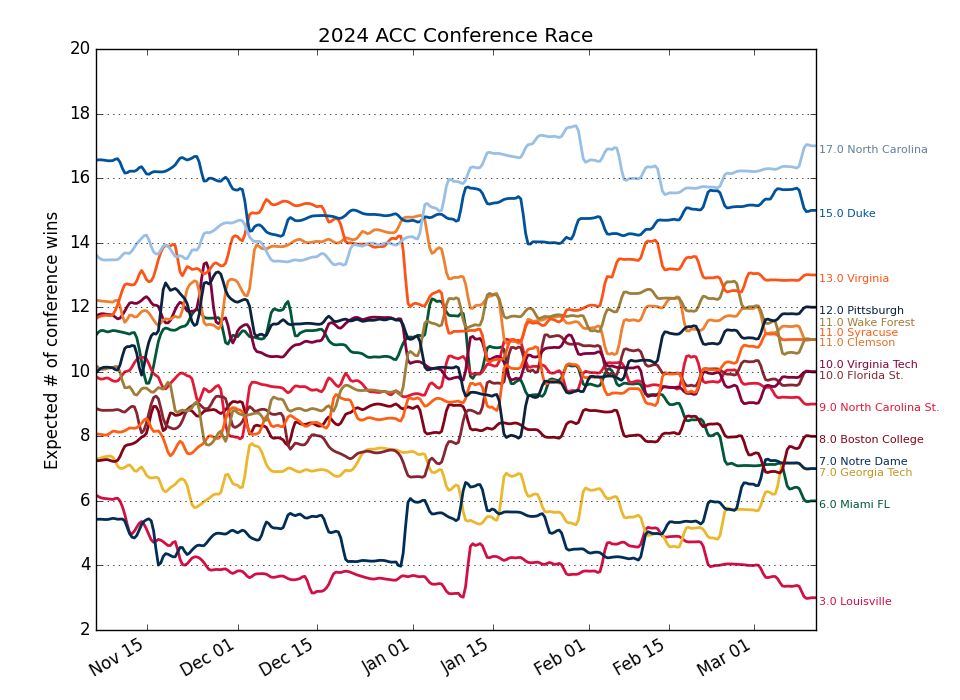 2024 ACC Conference Race
Expected # of conference wins
20
18
16
14
12
10
8
6
4
2
Nov 15
Dec 01
Dec 15
Jan 01
Jan 15
Feb 01
Feb 15
Mar 01
17.0 North Carolina
15.0 Duke
13.0 Virginia
12.0 Pittsburgh
11.0 Wake Forest
11.0 Syracuse
11.0 Clemson
10.0 Virginia Tech
10.0 Florida St.
9.0 North Carolina St.
8.0 Boston College
7.0 Notre Dame
7.0 Georgia Tech
6.0 Miami FL
3.0 Louisville